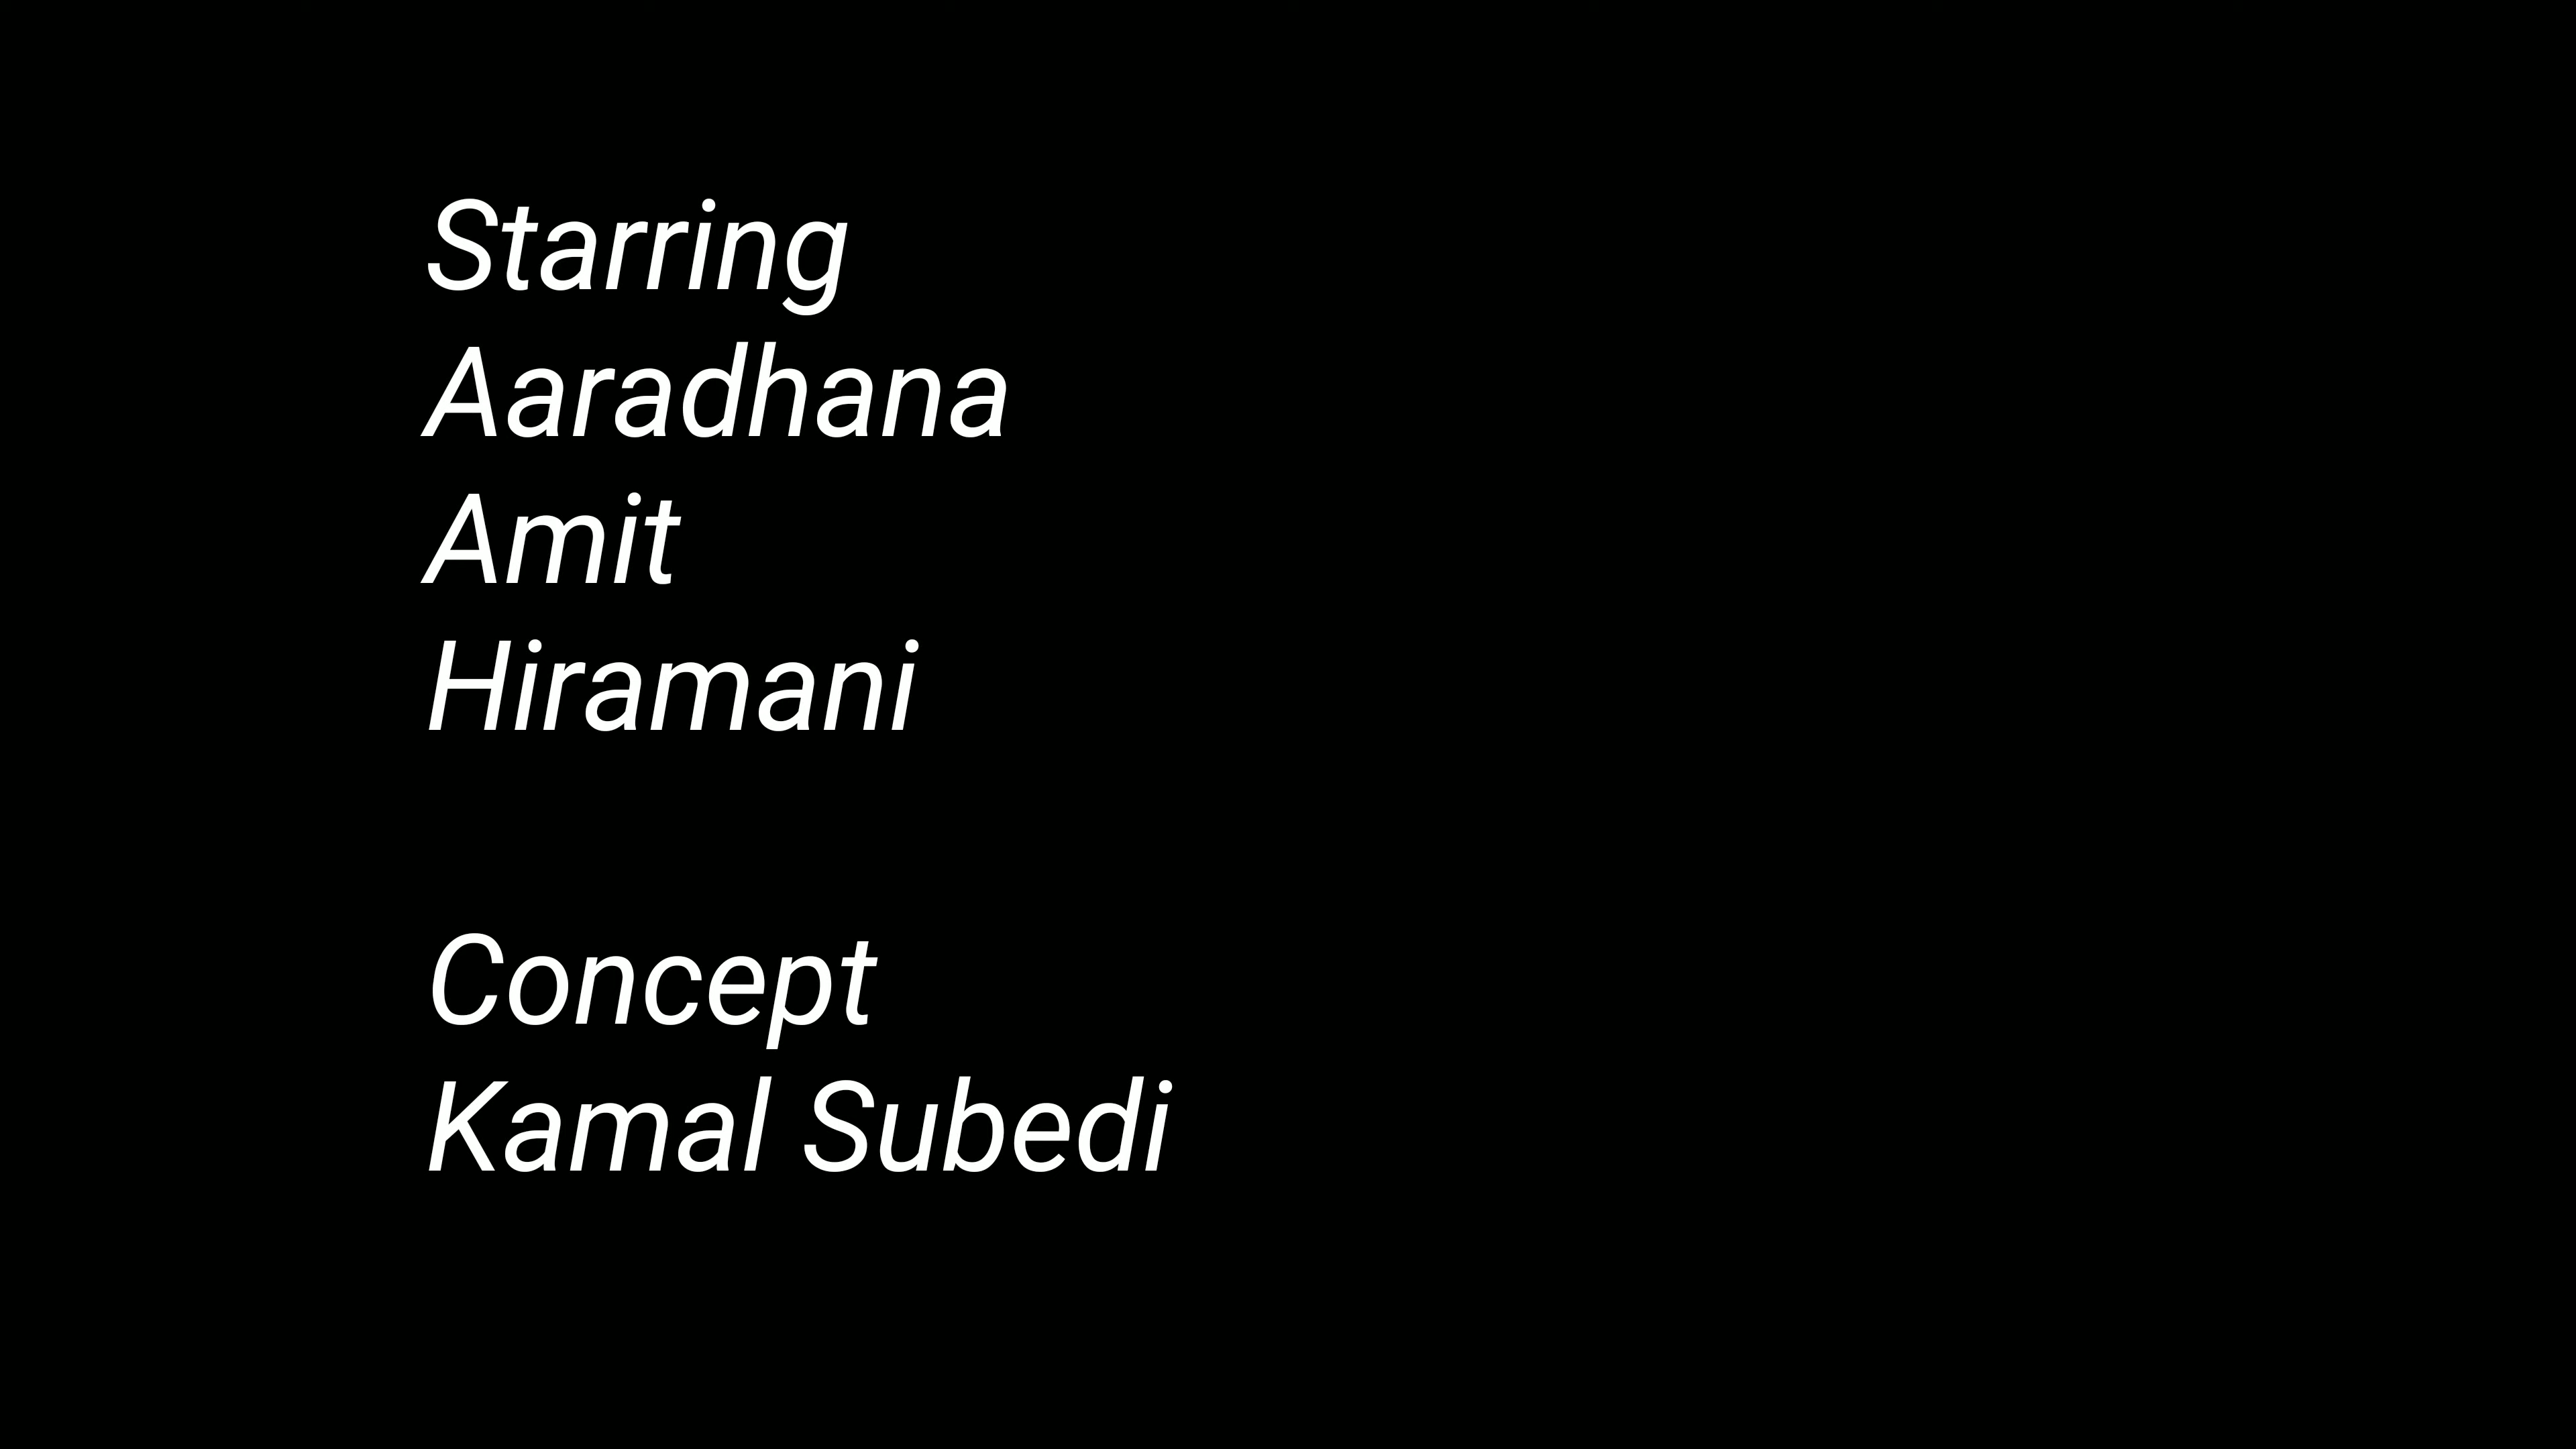 Starring
Aaradhana
Amit
Hiramani
Concept
Kamal Subedi